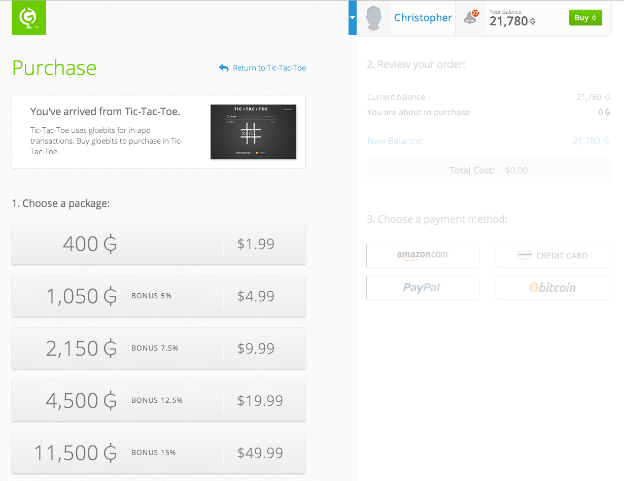 Christopher
27
Your Balance:
21,780 G
Buy G
Purchase
Return to Tic-Tac-Toe
You've arrived from Tic-Tac-Toe.
Tic-Tac-Toe uses gloebits for in-app
transactions. Buy gloebits to purchase in Tic-
Tac-Toe.
TIC•TAC•TOE
1. Choose a package:
400 G $1.99
1,050 G BONUS 5% $4.99
2,150 G BONUS 7.5% $9.99
4,500 G BONUS 12.5% $19.99
11,500 G BONUS 15% $49.99
2. Review your order:
Current balance 21,780 G
You are about to purchase 0 G
New Balance: 21,780 G
Total Cost: $0.00
3. Choose a payment method:
amazon.com CREDIT CARD
PayPal bitcoin